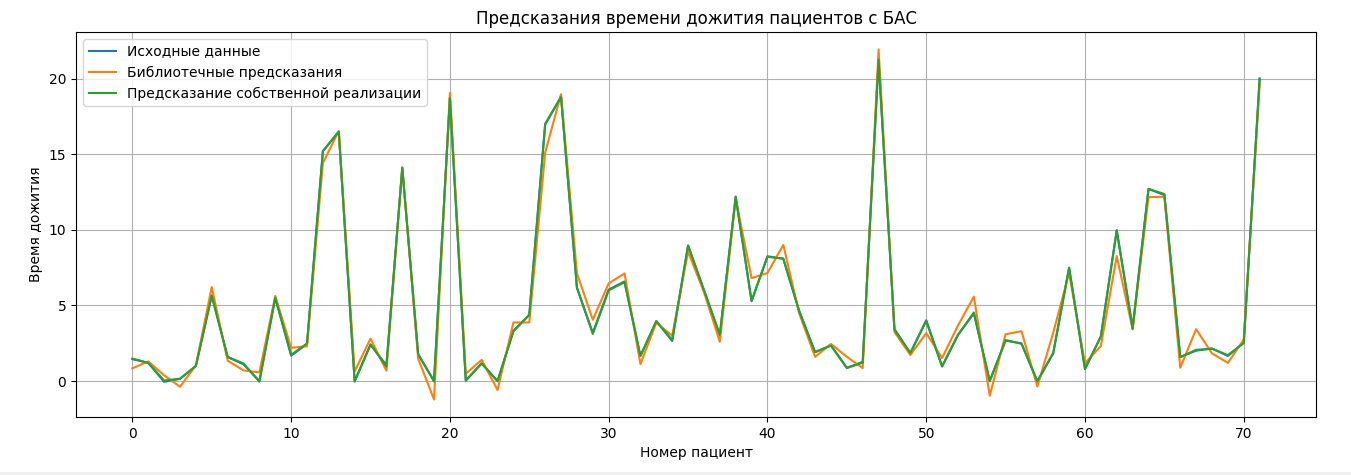 Предсказания времени дожития пациентов с БАС
Исходные данные
Библиотечные предсказания
Предсказание собственной реализации
Время дожития
20
15
10
5
0
0 10 20 30 40 50 60 70
Номер пациент